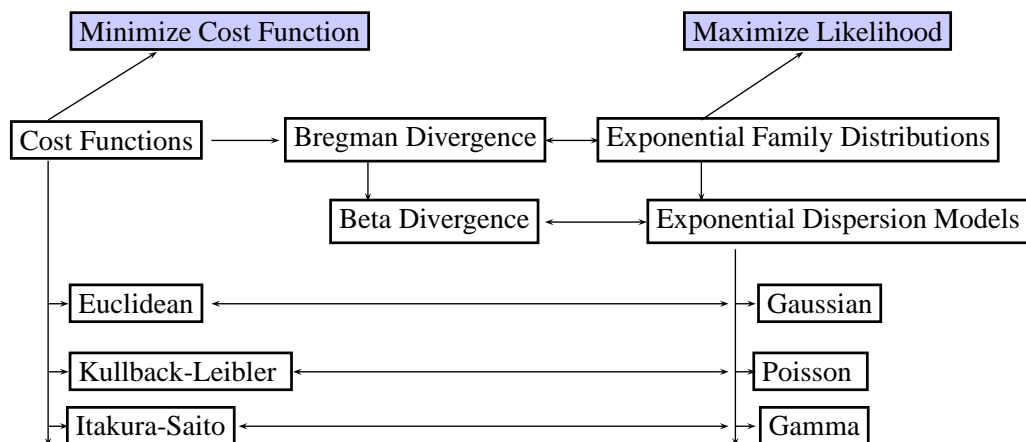 Minimize Cost Function
Maximize Likelihood
Cost Functions
Bregman Divergence
Exponential Family Distributions
Beta Divergence
Exponential Dispersion Models
Euclidean
Gaussian
Kullback-Leibler
Poisson
Itakura-Saito
Gamma